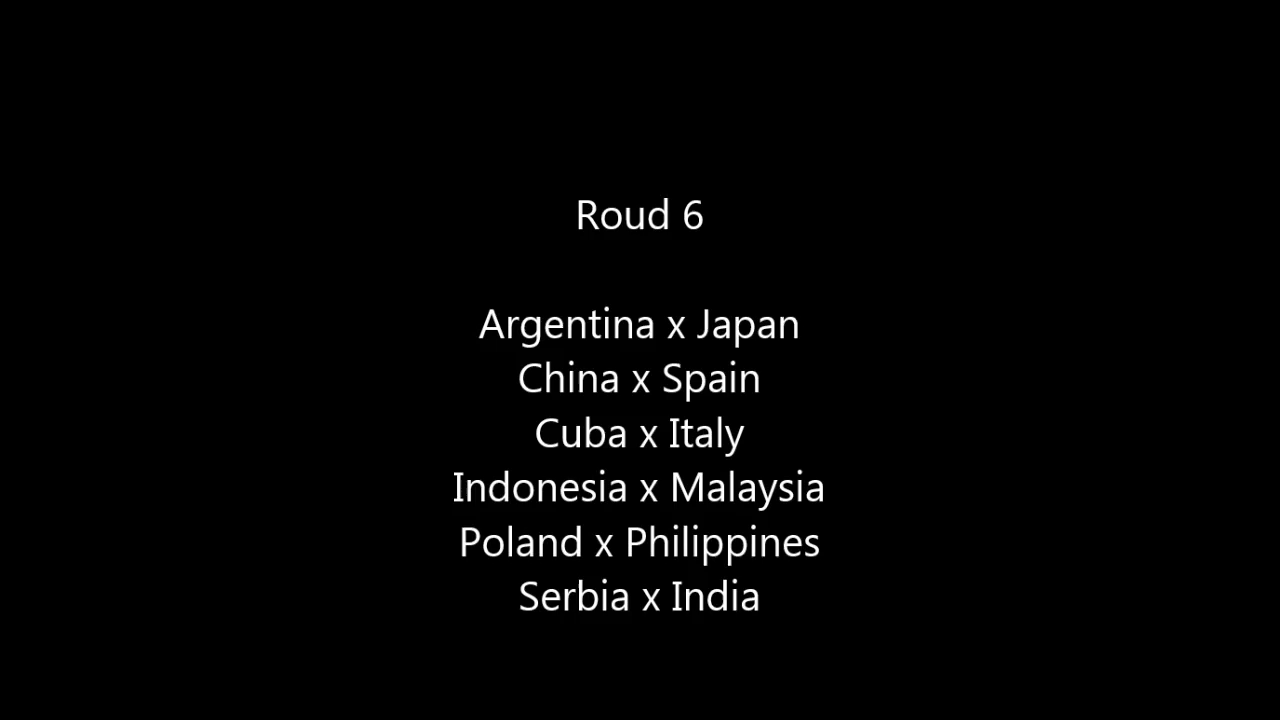 Roud 6
Argentina x Japan
China x Spain
Cuba x Italy
Indonesia x Malaysia
Poland x Philippines
Serbia x India